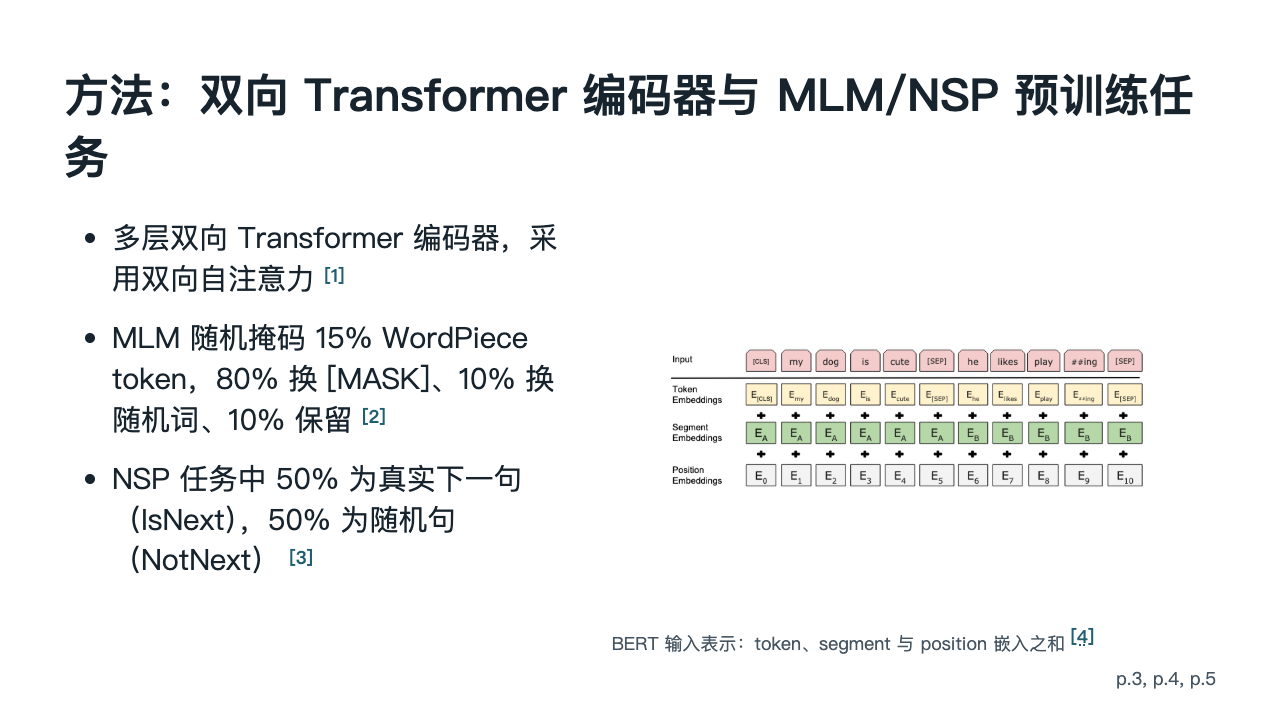 方法：双向 Transformer 编码器与 MLM/NSP 预训练任
务
• 多层双向 Transformer 编码器，采
用双向自注意力 [1]
• MLM 随机掩码 15% WordPiece
token，80% 换 [MASK]、10% 换
随机词、10% 保留 [2]
• NSP 任务中 50% 为真实下一句
（IsNext），50% 为随机句
（NotNext） [3]
Input [CLS] my dog is cute [SEP] he likes play ##ing [SEP]
Token
Embeddings E[CLS] Emy Edog Eis Ecute E[SEP] Ehe Elikes Eplay E##ing E[SEP]
+ + + + + + + + + + +
Segment
Embeddings EA EA EA EA EA EA EB EB EB EB EB
+ + + + + + + + + + +
Position
Embeddings E0 E1 E2 E3 E4 E5 E6 E7 E8 E9 E10
BERT 输入表示：token、segment 与 position 嵌入之和 [4]
p.3, p.4, p.5